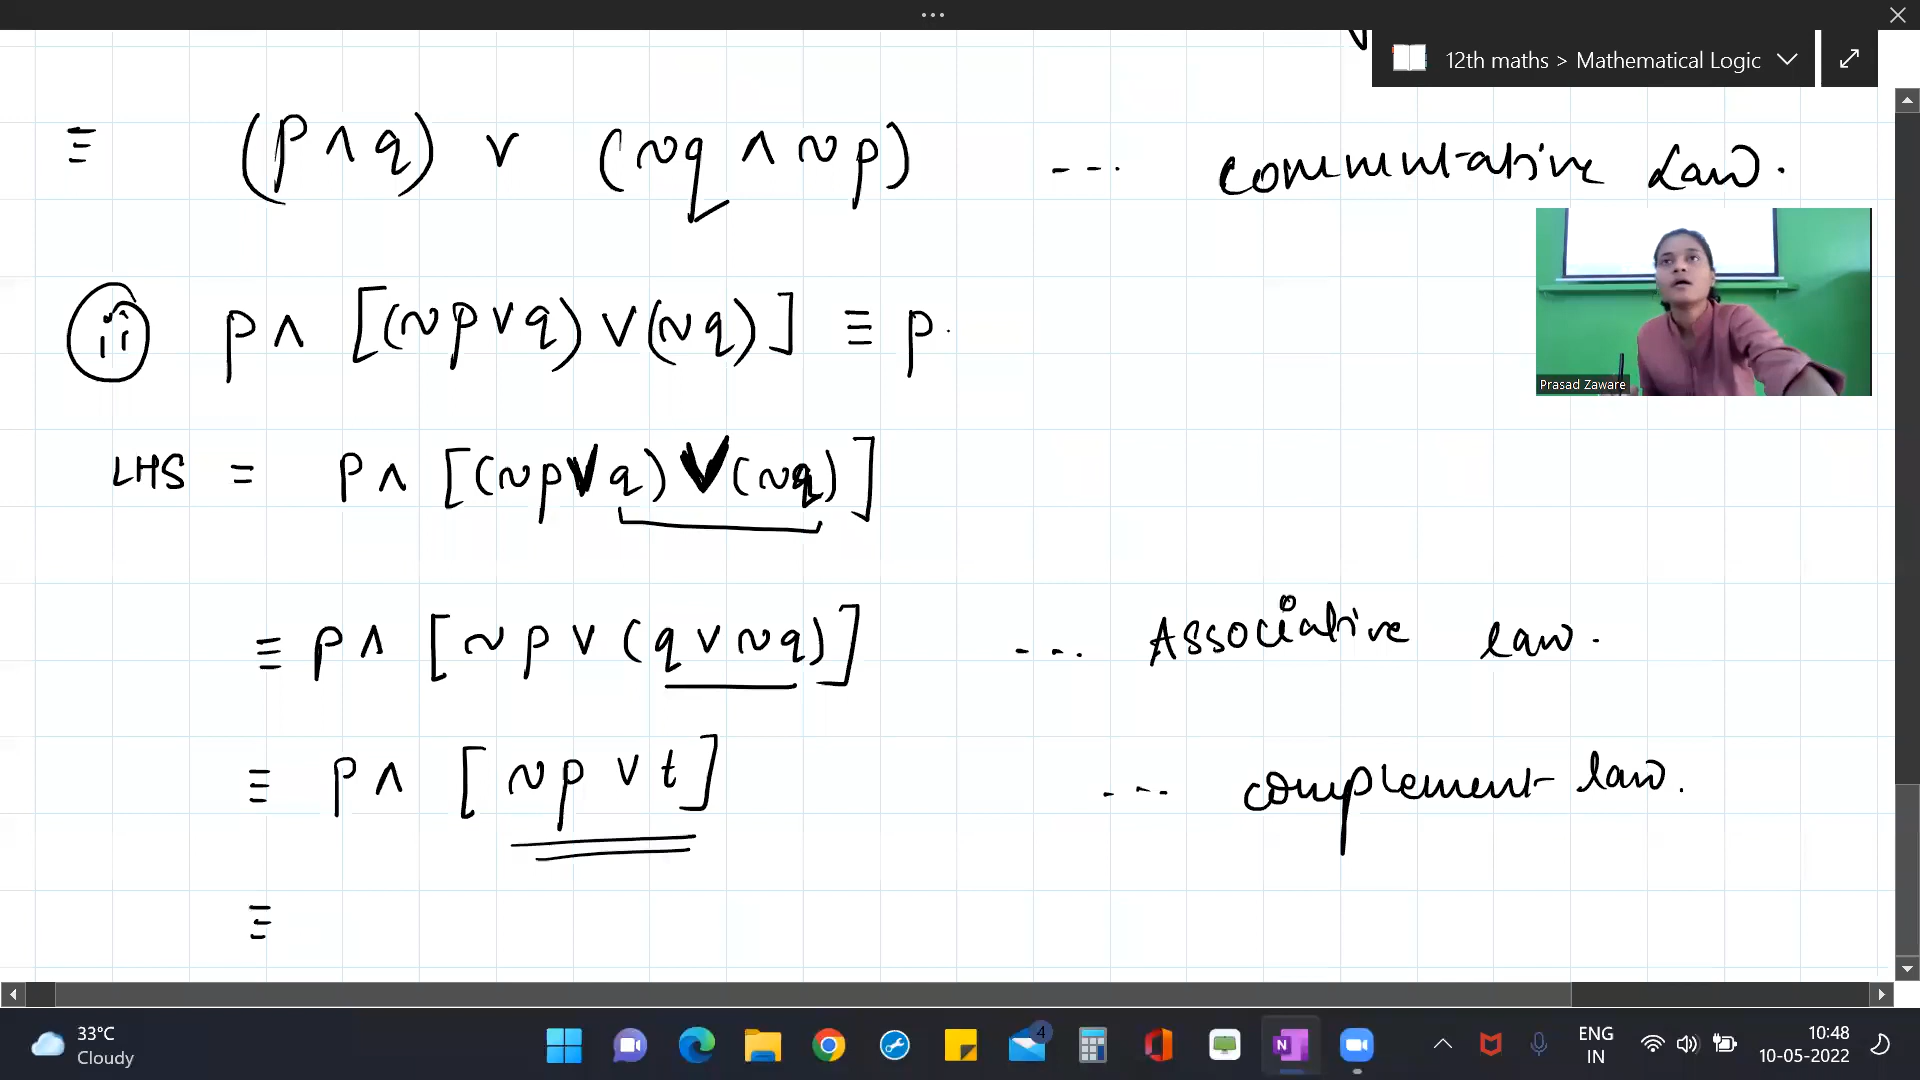 12th maths > Mathematical Logic
≡ (p ∧ q) ∨ (~q ∧ ~p) --- commutative Law.
Prasad Zaware
ii p ∧ [(~p ∨ q) ∨ (~q)] ≡ p.
LHS = p ∧ [(~p ∨ q) ∨ (~q)]
≡ p ∧ [~p ∨ (q ∨ ~q)] --- Associative law.
≡ p ∧ [~p ∨ t] --- complement law.
≡
33°C
Cloudy
4
ENG
IN
10:48
10-05-2022